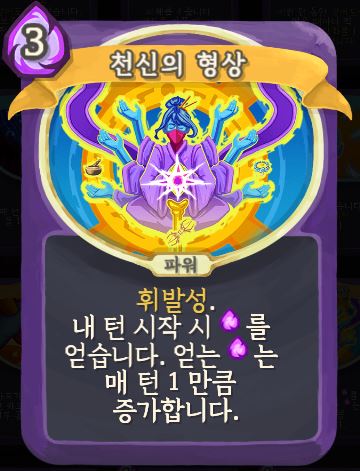 3
천신의 형상
파워
휘발성.
내 턴 시작 시 를
얻습니다. 얻는 는
매 턴 1 만큼
증가합니다.